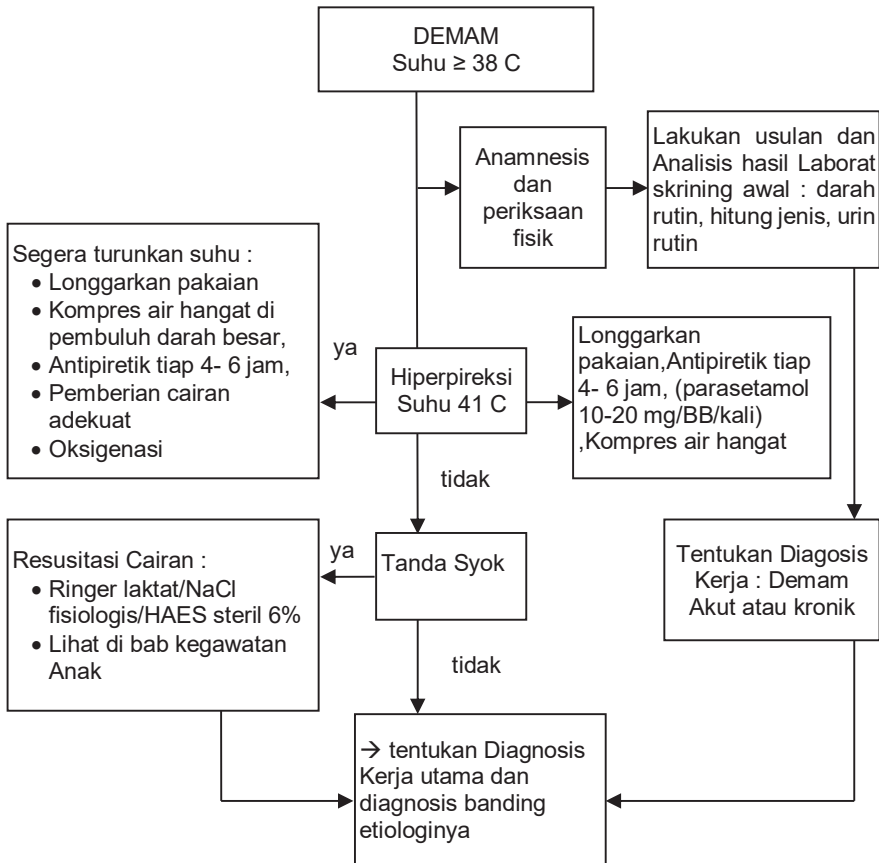 DEMAM
Suhu ≥ 38 C
Anamnesis
dan
periksaan
fisik
Lakukan usulan dan
Analisis hasil Laborat
skrining awal : darah
rutin, hitung jenis, urin
rutin
Segera turunkan suhu :
• Longgarkan pakaian
• Kompres air hangat di
pembuluh darah besar,
• Antipiretik tiap 4- 6 jam,
• Pemberian cairan
adekuat
• Oksigenasi
ya
Hiperpireksi
Suhu 41 C
Longgarkan
pakaian,Antipiretik tiap
4- 6 jam, (parasetamol
10-20 mg/BB/kali)
,Kompres air hangat
tidak
Resusitasi Cairan :
• Ringer laktat/NaCl
fisiologis/HAES steril 6%
• Lihat di bab kegawatan
Anak
ya
Tanda Syok
Tentukan Diagosis
Kerja : Demam
Akut atau kronik
tidak
→ tentukan Diagnosis
Kerja utama dan
diagnosis banding
etiologinya